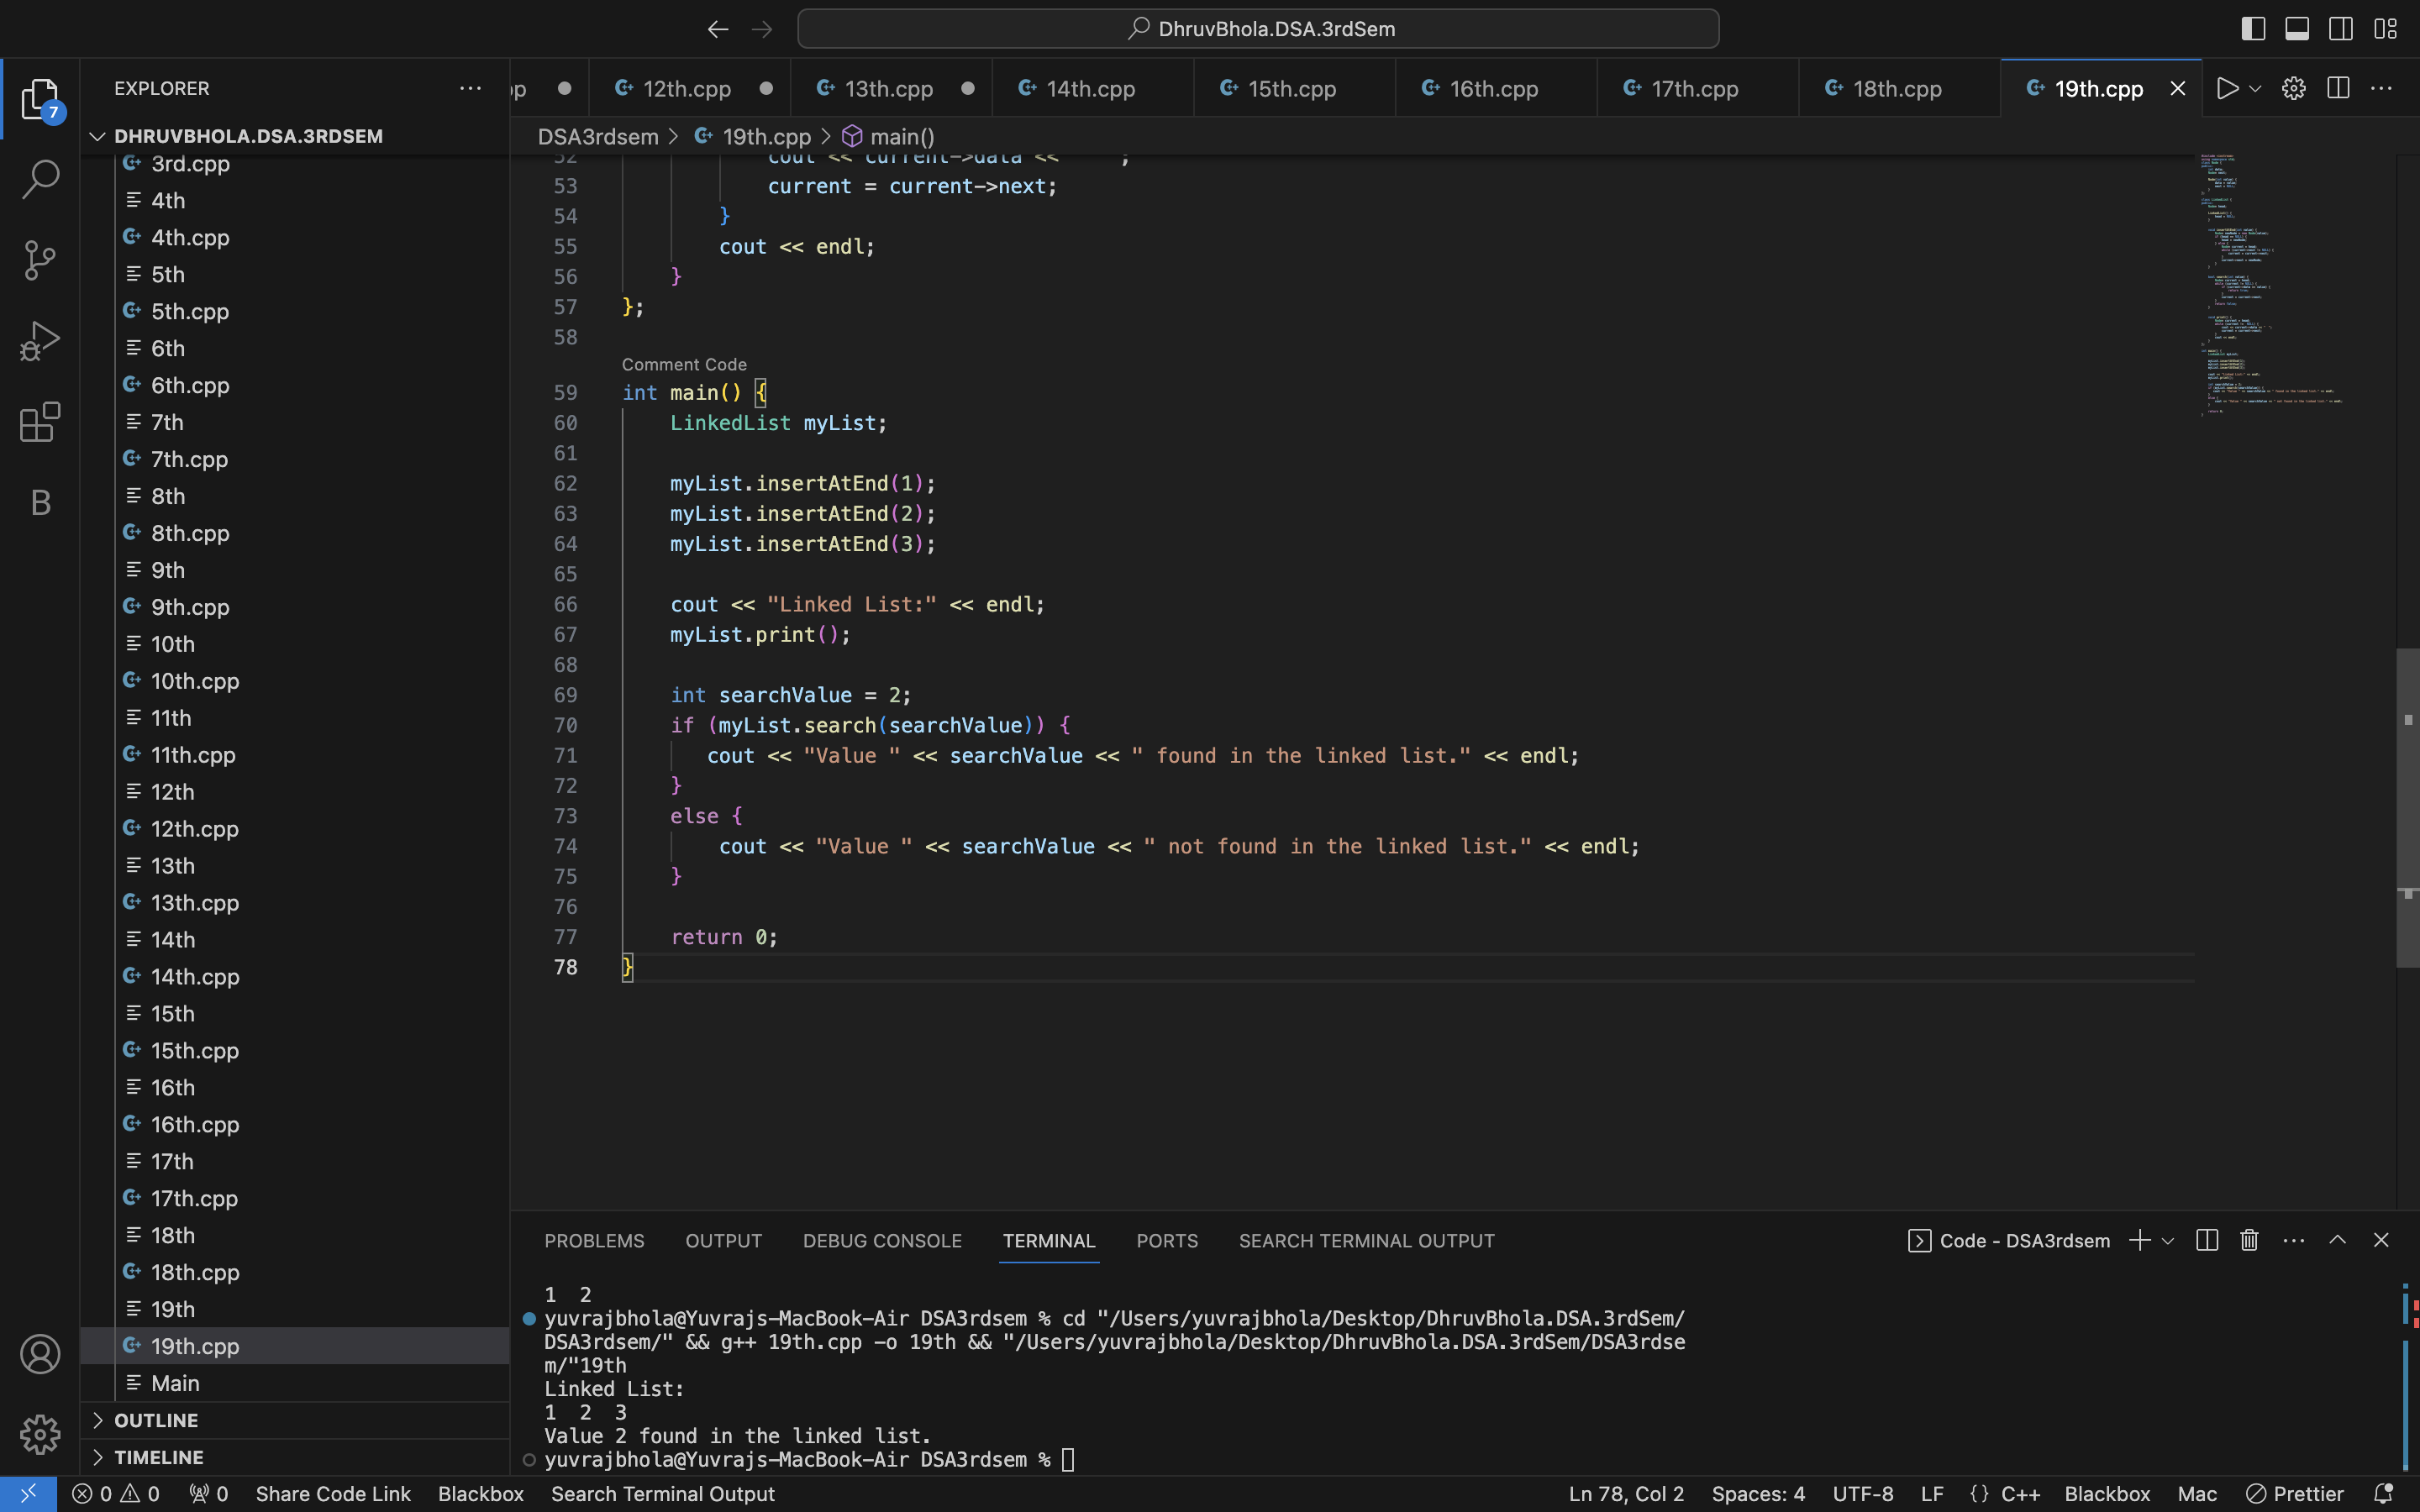 DhruvBhola.DSA.3rdSem
7
EXPLORER
DHRUVBHOLA.DSA.3RDSEM
3rd.cpp
4th
4th.cpp
5th
5th.cpp
6th
6th.cpp
7th
7th.cpp
8th
8th.cpp
9th
9th.cpp
10th
10th.cpp
11th
11th.cpp
12th
12th.cpp
13th
13th.cpp
14th
14th.cpp
15th
15th.cpp
16th
16th.cpp
17th
17th.cpp
18th
18th.cpp
19th
19th.cpp
Main
OUTLINE
TIMELINE
12th.cpp 13th.cpp 14th.cpp 15th.cpp 16th.cpp 17th.cpp 18th.cpp 19th.cpp
DSA3rdsem > 19th.cpp > main()
52 cout << current->data << ;
53 current = current->next;
54 }
55 cout << endl;
56 }
57 };
58
Comment Code
59 int main() {
60 LinkedList myList;
61
62 myList.insertAtEnd(1);
63 myList.insertAtEnd(2);
64 myList.insertAtEnd(3);
65
66 cout << "Linked List:" << endl;
67 myList.print();
68
69 int searchValue = 2;
70 if (myList.search(searchValue)) {
71 cout << "Value " << searchValue << " found in the linked list." << endl;
72 }
73 else {
74 cout << "Value " << searchValue << " not found in the linked list." << endl;
75 }
76
77 return 0;
78 }
PROBLEMS OUTPUT DEBUG CONSOLE TERMINAL PORTS SEARCH TERMINAL OUTPUT
Code - DSA3rdsem
1 2
yuvrajbhola@Yuvrajs-MacBook-Air DSA3rdsem % cd "/Users/yuvrajbhola/Desktop/DhruvBhola.DSA.3rdSem/
DSA3rdsem/" && g++ 19th.cpp -o 19th && "/Users/yuvrajbhola/Desktop/DhruvBhola.DSA.3rdSem/DSA3rdse
m/"19th
Linked List:
1 2 3
Value 2 found in the linked list.
yuvrajbhola@Yuvrajs-MacBook-Air DSA3rdsem %
0 0 0 Share Code Link Blackbox Search Terminal Output
Ln 78, Col 2 Spaces: 4 UTF-8 LF {} C++ Blackbox Mac Prettier